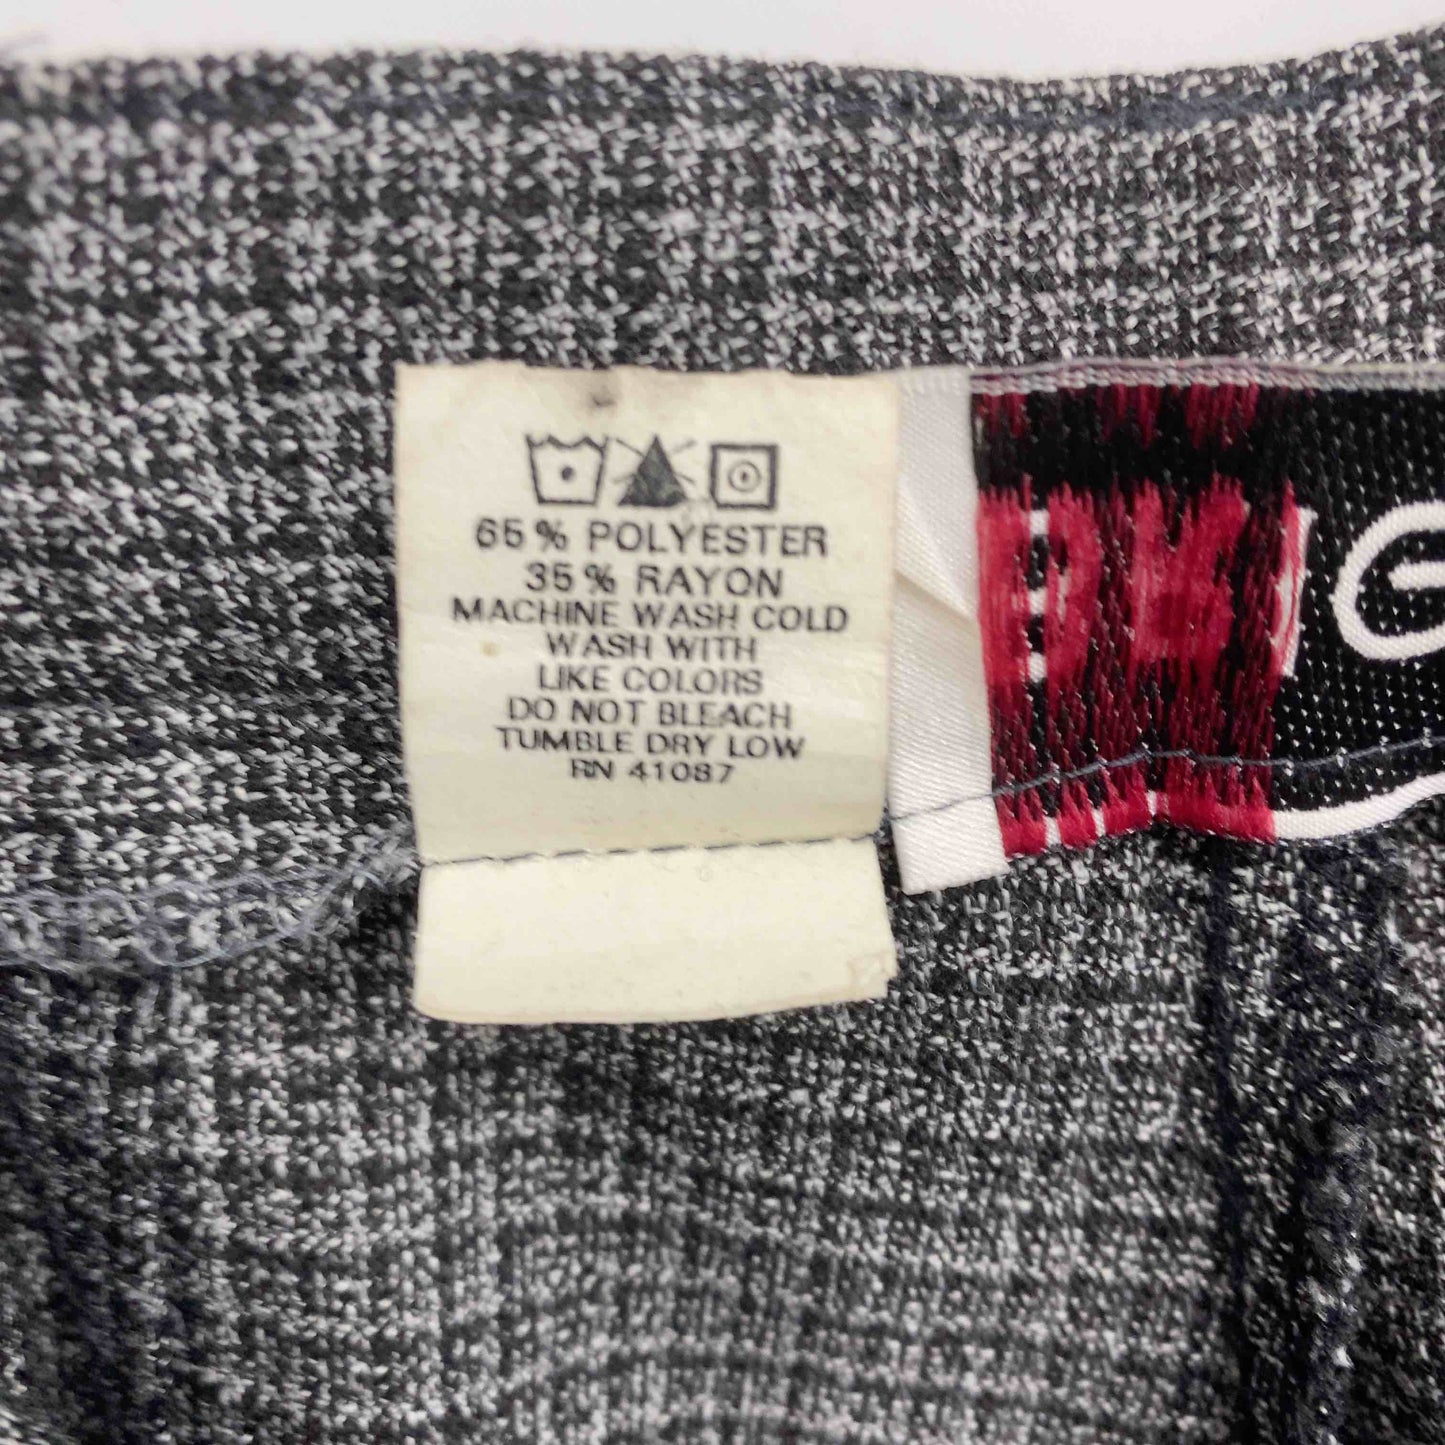 65% POLYESTER
35% RAYON
MACHINE WASH COLD
WASH WITH
LIKE COLORS
DO NOT BLEACH
TUMBLE DRY LOW
RN 41087